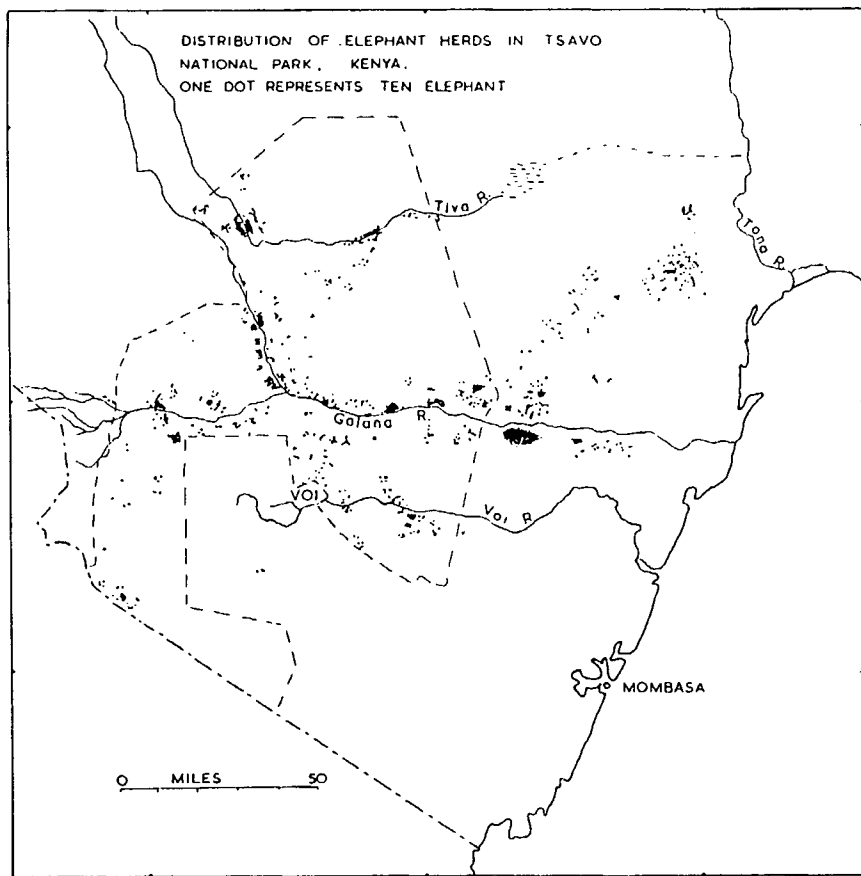 DISTRIBUTION OF ELEPHANT HERDS IN TSAVO
NATIONAL PARK, KENYA.
ONE DOT REPRESENTS TEN ELEPHANT
Tiva R.
Tana R.
Galana R.
VOI
Voi R.
MOMBASA
0 MILES 50